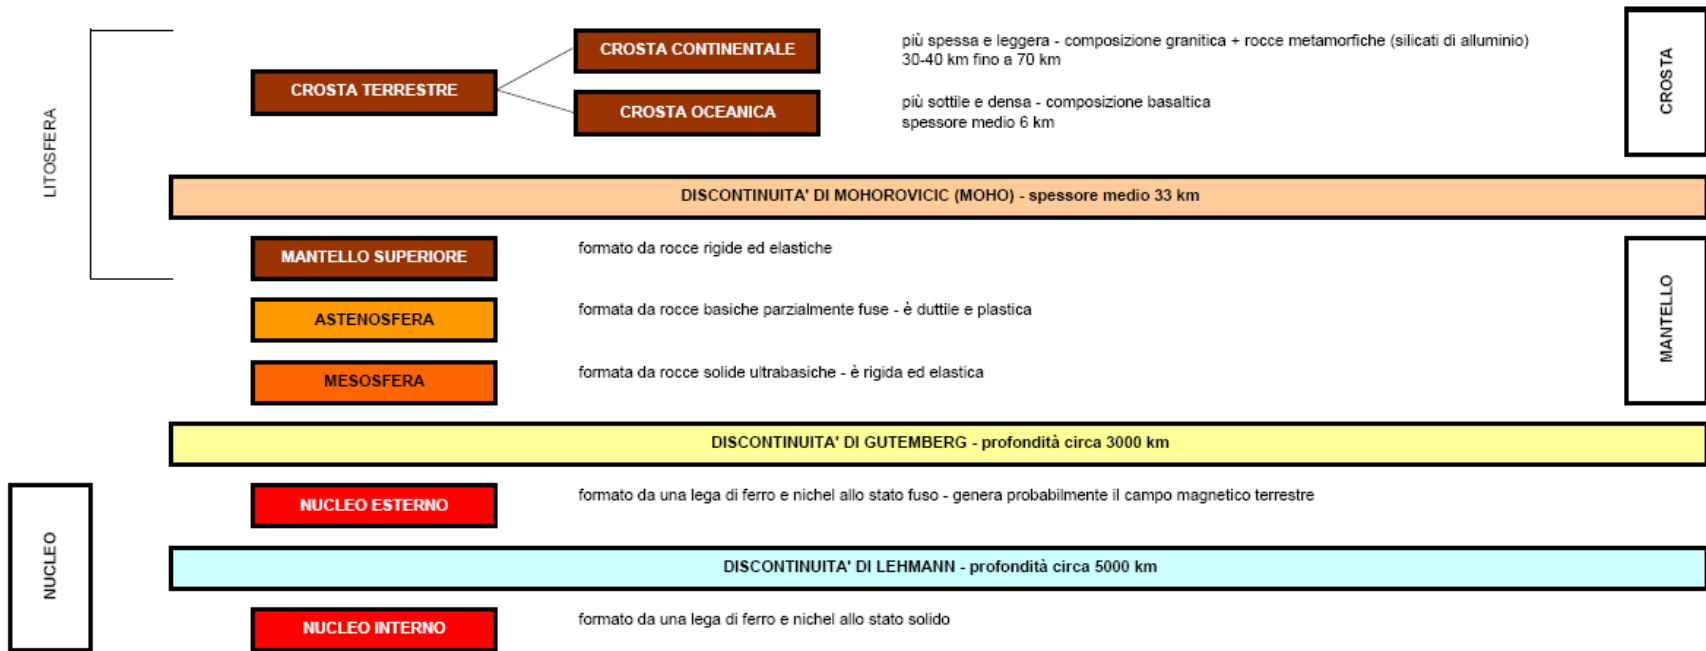 LITOSFERA
CROSTA TERRESTRE
CROSTA CONTINENTALE
più spessa e leggera - composizione granitica + rocce metamorfiche (silicati di alluminio)
30-40 km fino a 70 km
CROSTA OCEANICA
più sottile e densa - composizione basaltica
spessore medio 6 km
CROSTA
DISCONTINUITA' DI MOHOROVICIC (MOHO) - spessore medio 33 km
MANTELLO SUPERIORE
formato da rocce rigide ed elastiche
ASTENOSFERA
formata da rocce basiche parzialmente fuse - è duttile e plastica
MESOSFERA
formata da rocce solide ultrabasiche - è rigida ed elastica
MANTELLO
DISCONTINUITA' DI GUTEMBERG - profondità circa 3000 km
NUCLEO
NUCLEO ESTERNO
formato da una lega di ferro e nichel allo stato fuso - genera probabilmente il campo magnetico terrestre
DISCONTINUITA' DI LEHMANN - profondità circa 5000 km
NUCLEO INTERNO
formato da una lega di ferro e nichel allo stato solido